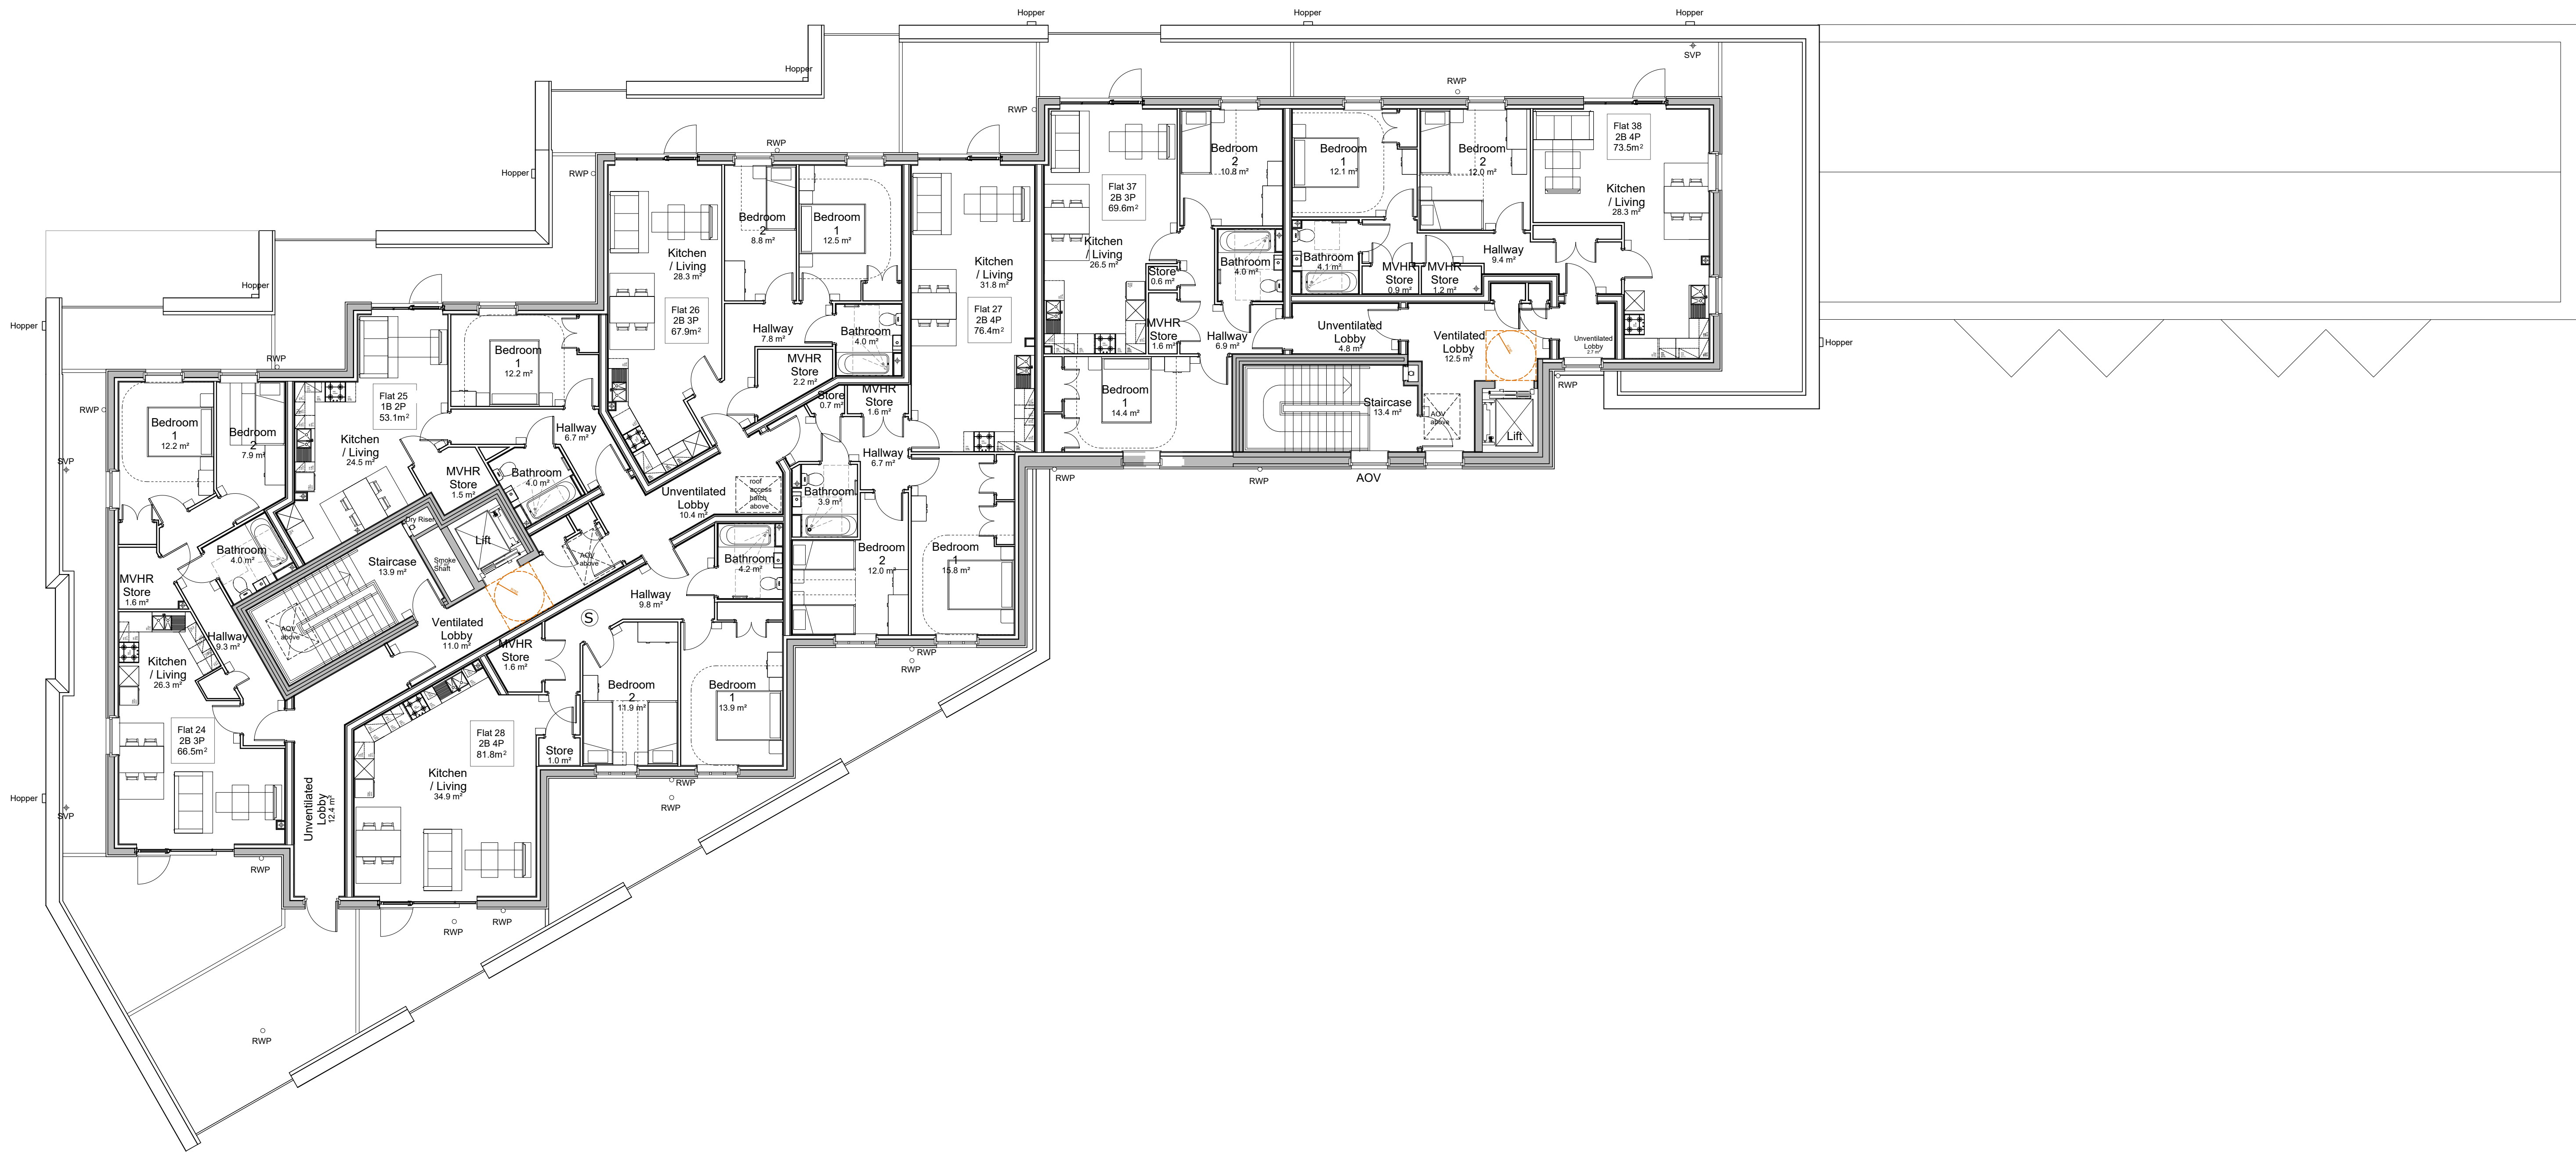 Hopper
Hopper
Hopper
SVP
Hopper
RWP
RWP
RWP
Hopper
RWP
Hopper
Hopper
RWP
RWP
SVP
Hopper
SVP
Hopper
Flat 38
2B 4P
73.5m²
Kitchen
/ Living
28.3 m²
Bedroom
2
12.0 m²
Bedroom
1
12.1 m²
Bathroom
4.1 m²
MVHR
Store
0.9 m²
MVHR
Store
1.2 m²
Hallway
9.4 m²
Flat 37
2B 3P
69.6m²
Kitchen
/ Living
26.5 m²
Bedroom
2
10.8 m²
Bathroom
4.0 m²
Store
0.6 m²
MVHR
Store
1.6 m²
Hallway
6.9 m²
Bedroom
1
14.4 m²
Unventilated
Lobby
4.8 m²
Ventilated
Lobby
12.5 m²
Unventilated
Lobby
2.7 m²
Staircase
13.4 m²
AOV
above
Lift
RWP
RWP
RWP
AOV
Flat 26
2B 3P
67.9m²
Kitchen
/ Living
28.3 m²
Bedroom
2
8.8 m²
Bedroom
1
12.5 m²
Hallway
7.8 m²
Bathroom
4.0 m²
MVHR
Store
2.2 m²
Flat 27
2B 4P
76.4m²
Kitchen
/ Living
31.8 m²
Store
0.7 m²
MVHR
Store
1.6 m²
Hallway
6.7 m²
Bathroom
3.9 m²
Bedroom
2
12.0 m²
Bedroom
1
15.8 m²
RWP
RWP
Unventilated
Lobby
10.4 m²
roof
access
hatch
above
Flat 25
1B 2P
53.1m²
Kitchen
/ Living
24.5 m²
Bedroom
1
12.2 m²
Hallway
6.7 m²
MVHR
Store
1.5 m²
Bathroom
4.0 m²
Bedroom
1
12.2 m²
Bedroom
2
7.9 m²
Bathroom
4.0 m²
MVHR
Store
1.6 m²
Hallway
9.3 m²
Kitchen
/ Living
26.3 m²
Flat 24
2B 3P
66.5m²
RWP
Dry Riser
Lift
Smoke
Shaft
Staircase
13.9 m²
AOV
above
AOV
above
Ventilated
Lobby
11.0 m²
Unventilated
Lobby
12.4 m²
Bathroom
4.2 m²
Hallway
9.8 m²
S
MVHR
Store
1.6 m²
Bedroom
2
11.9 m²
Bedroom
1
13.9 m²
Store
1.0 m²
Flat 28
2B 4P
81.8m²
Kitchen
/ Living
34.9 m²
RWP
RWP
RWP
RWP
RWP